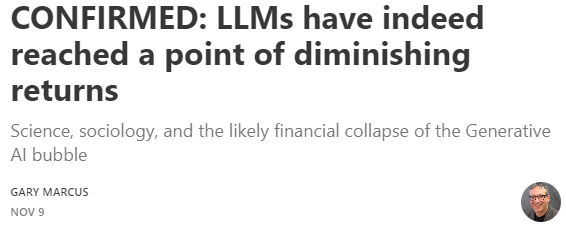 CONFIRMED: LLMs have indeed
reached a point of diminishing
returns
Science, sociology, and the likely financial collapse of the Generative
AI bubble
GARY MARCUS
NOV 9